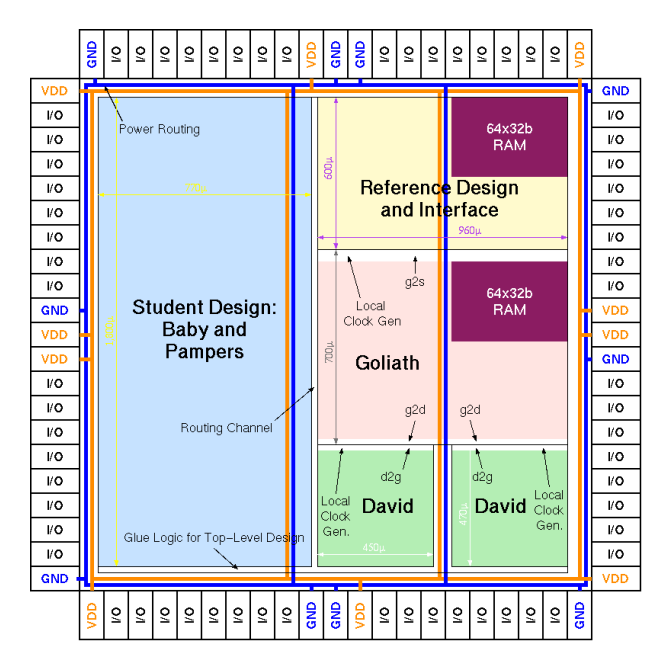 GND I/O I/O I/O I/O I/O I/O I/O I/O VDD GND GND I/O I/O I/O I/O I/O I/O I/O I/O VDD
VDD
I/O
I/O
I/O
I/O
I/O
I/O
I/O
I/O
GND
VDD
VDD
I/O
I/O
I/O
I/O
I/O
I/O
I/O
I/O
GND
Power Routing
Student Design:
Baby and
Pampers
Routing Channel
Glue Logic for Top-Level Design
600µ
64x32b
RAM
Reference Design
and Interface
960µ
g2s
Local
Clock Gen
64x32b
RAM
700µ
Goliath
g2d
g2d
d2g
d2g
Local
Clock
Gen.
David
450µ
470µ
David
Local
Clock
Gen.
GND
I/O
I/O
I/O
I/O
I/O
I/O
I/O
I/O
VDD
VDD
GND
I/O
I/O
I/O
I/O
I/O
I/O
I/O
I/O
VDD
VDD I/O I/O I/O I/O I/O I/O I/O I/O GND GND VDD I/O I/O I/O I/O I/O I/O I/O I/O GND